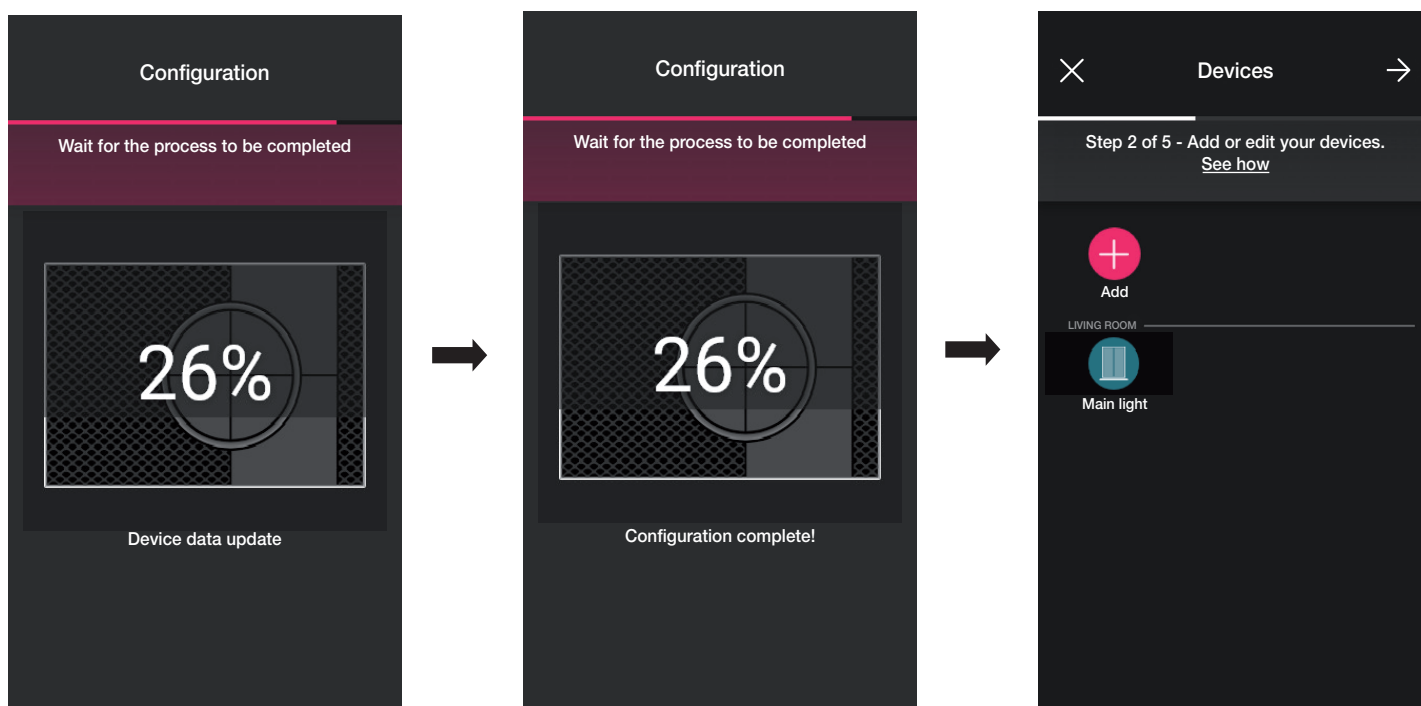 Configuration
Wait for the process to be completed
26%
Device data update
Configuration
Wait for the process to be completed
26%
Configuration complete!
Devices
Step 2 of 5 - Add or edit your devices.
See how
Add
LIVING ROOM
Main light